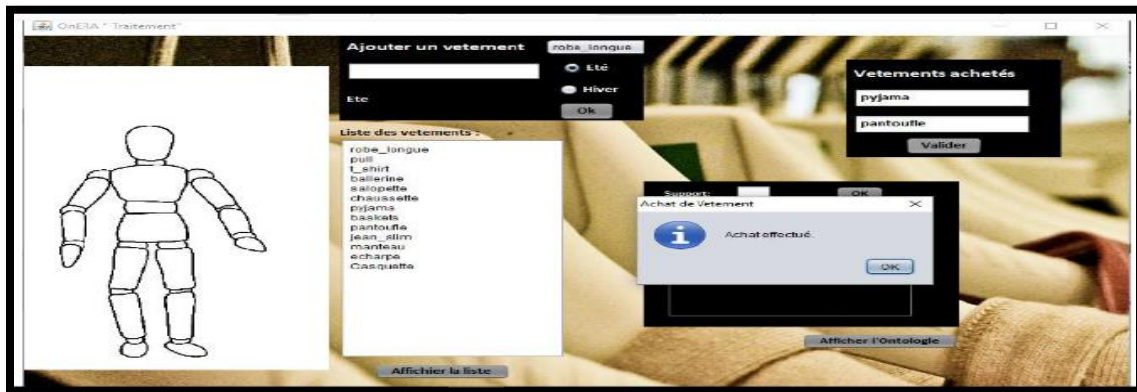 OnERA " Traitement"
Ajouter un vetement
robe_longue
Eté
Hiver
Ete
Ok
Liste des vetements :
robe_longue
pull
t_shirt
ballerine
salopette
chaussette
pyjama
baskets
pantoufle
jean_slim
manteau
echarpe
Casquette
Affichier la liste
Vetements achetés
pyjama
pantoufle
Valider
Support:
OK
Achat de Vetement
Achat effectué.
OK
Afficher l'Ontologie